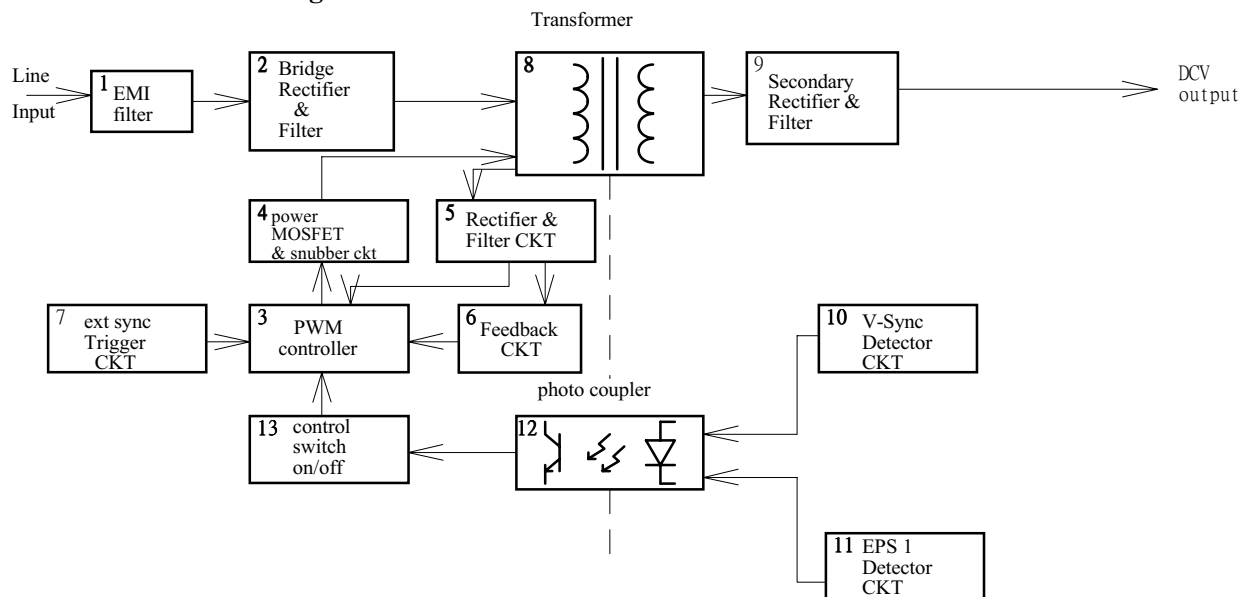 Transformer
Line
Input
1 EMI
filter
2 Bridge
Rectifier
&
Filter
8
9
Secondary
Rectifier &
Filter
DCV
output
4 power
MOSFET
& snubber ckt
5 Rectifier &
Filter CKT
7 ext sync
Trigger
CKT
3 PWM
controller
6 Feedback
CKT
10 V-Sync
Detector
CKT
photo coupler
13 control
switch
on/off
12
11 EPS 1
Detector
CKT